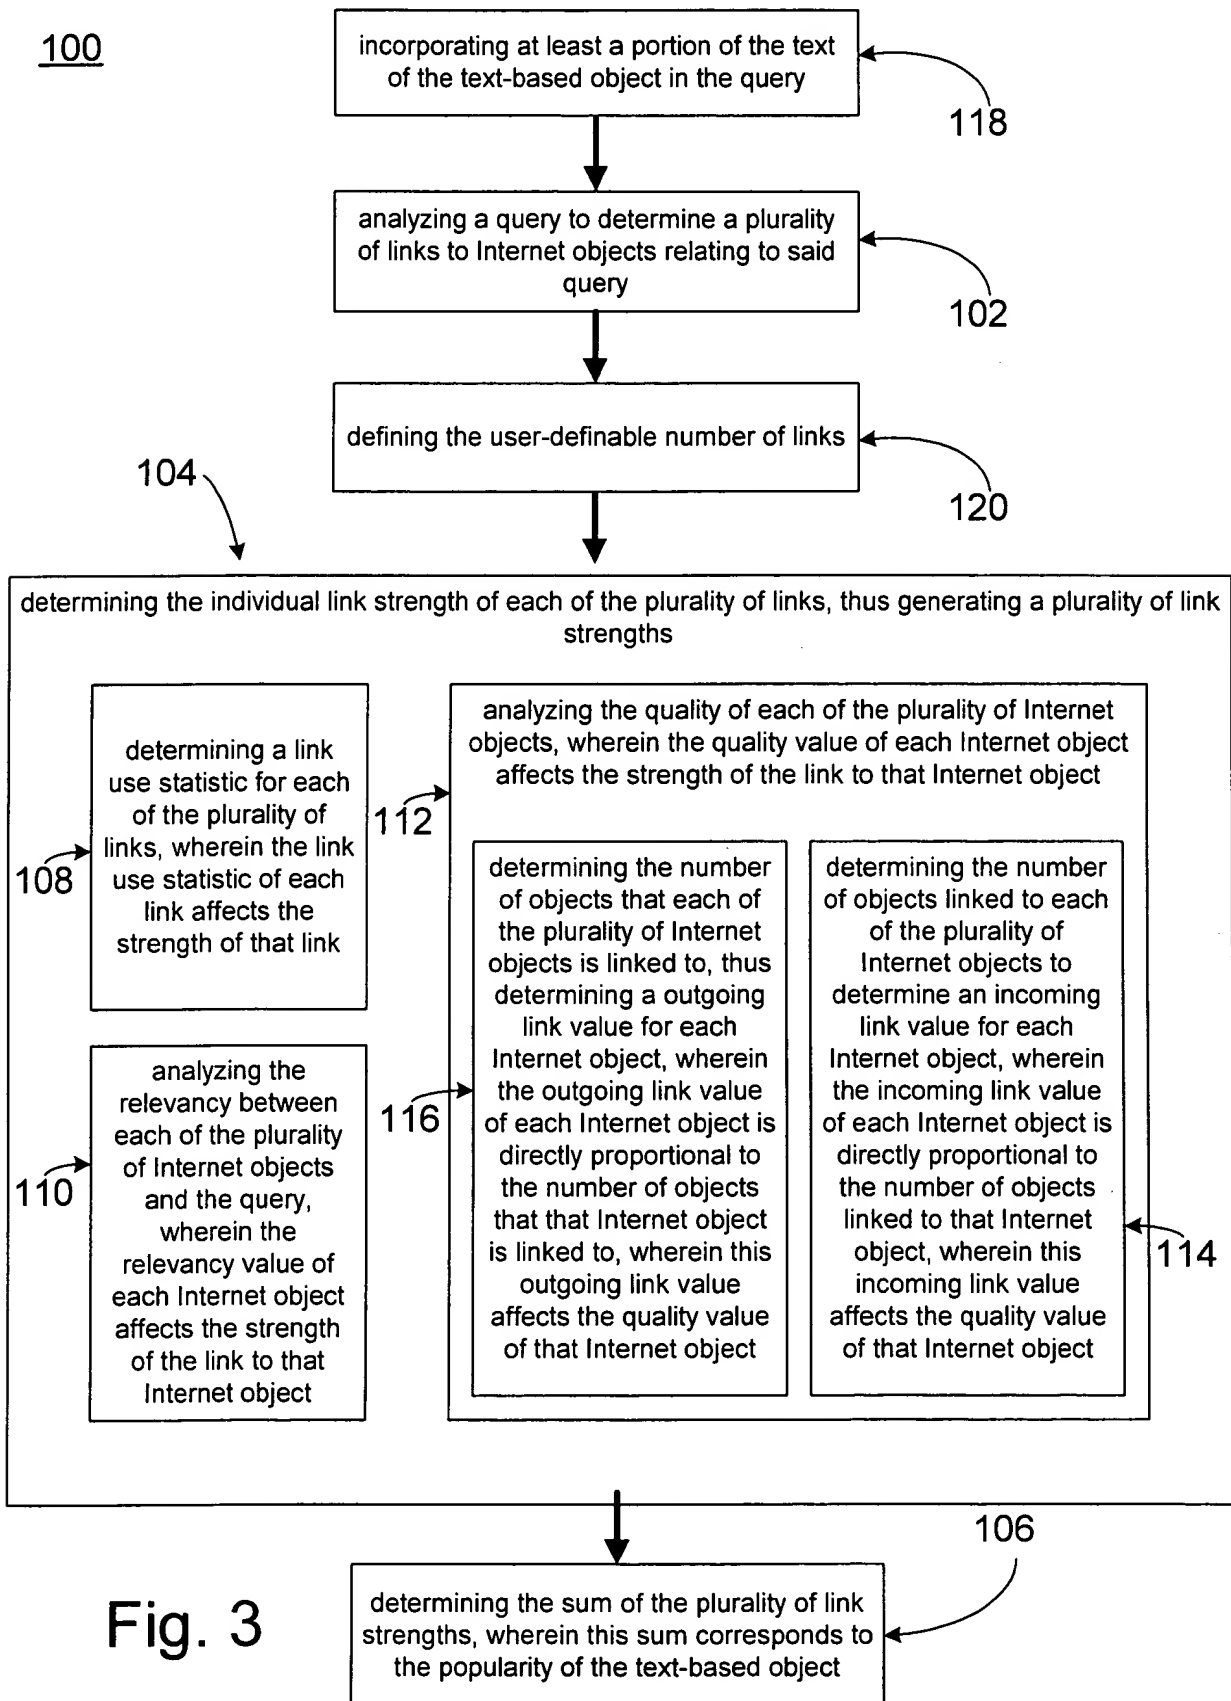 100
incorporating at least a portion of the text
of the text-based object in the query
118
analyzing a query to determine a plurality
of links to Internet objects relating to said
query
102
defining the user-definable number of links
120
104
determining the individual link strength of each of the plurality of links, thus generating a plurality of link
strengths
determining a link
use statistic for each
of the plurality of
links, wherein the link
use statistic of each
link affects the
strength of that link
108
analyzing the
relevancy between
each of the plurality
of Internet objects
and the query,
wherein the
relevancy value of
each Internet object
affects the strength
of the link to that
Internet object
110
analyzing the quality of each of the plurality of Internet
objects, wherein the quality value of each Internet object
affects the strength of the link to that Internet object
112
determining the number
of objects that each of
the plurality of Internet
objects is linked to, thus
determining a outgoing
link value for each
Internet object, wherein
the outgoing link value
of each Internet object is
directly proportional to
the number of objects
that that Internet object
is linked to, wherein this
outgoing link value
affects the quality value
of that Internet object
116
determining the number
of objects linked to each
of the plurality of
Internet objects to
determine an incoming
link value for each
Internet object, wherein
the incoming link value
of each Internet object is
directly proportional to
the number of objects
linked to that Internet
object, wherein this
incoming link value
affects the quality value
of that Internet object
114
106
determining the sum of the plurality of link
strengths, wherein this sum corresponds to
the popularity of the text-based object
Fig. 3